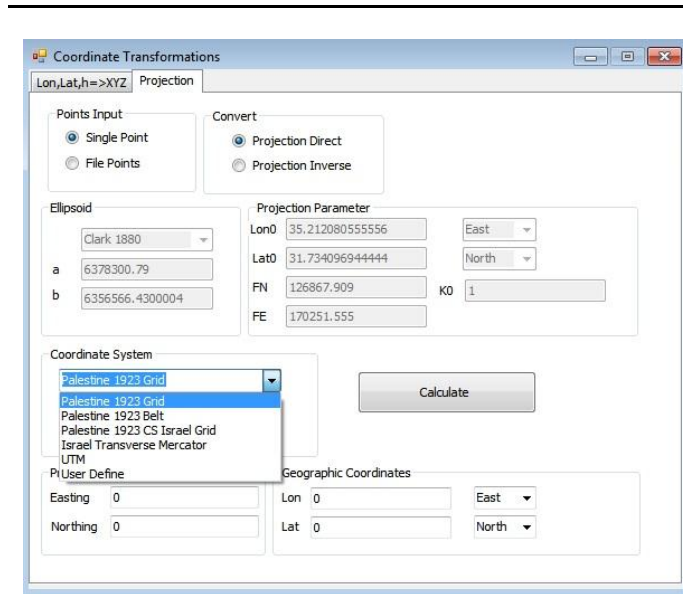 Coordinate Transformations
Lon,Lat,h=>XYZ Projection
Points Input
Single Point
File Points
Convert
Projection Direct
Projection Inverse
Ellipsoid
Clark 1880
a 6378300.79
b 6356566.4300004
Projection Parameter
Lon0 35.212080555556 East
Lat0 31.734096944444 North
FN 126867.909 K0 1
FE 170251.555
Coordinate System
Palestine 1923 Grid
Palestine 1923 Grid
Palestine 1923 Belt
Palestine 1923 CS Israel Grid
Israel Transverse Mercator
UTM
User Define
Calculate
Easting 0
Northing 0
Geographic Coordinates
Lon 0 East
Lat 0 North